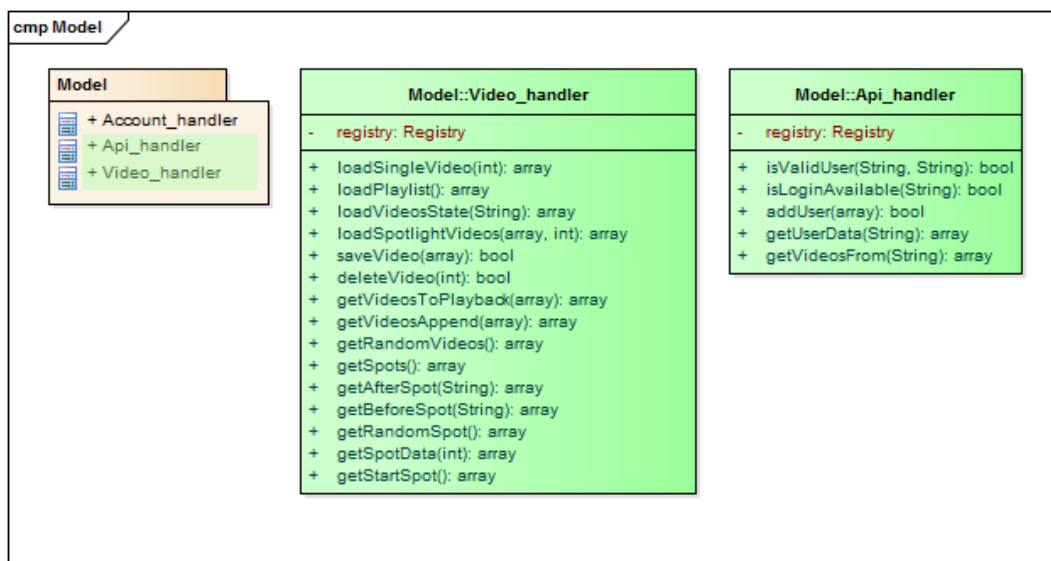 cmp Model
Model
+ Account_handler
+ Api_handler
+ Video_handler
Model::Video_handler
- registry: Registry
+ loadSingleVideo(int): array
+ loadPlaylist(): array
+ loadVideosState(String): array
+ loadSpotlightVideos(array, int): array
+ saveVideo(array): bool
+ deleteVideo(int): bool
+ getVideosToPlayback(array): array
+ getVideosAppend(array): array
+ getRandomVideos(): array
+ getSpots(): array
+ getAfterSpot(String): array
+ getBeforeSpot(String): array
+ getRandomSpot(): array
+ getSpotData(int): array
+ getStartSpot(): array
Model::Api_handler
- registry: Registry
+ isValidUser(String, String): bool
+ isLoginAvailable(String): bool
+ addUser(array): bool
+ getUserData(String): array
+ getVideosFrom(String): array